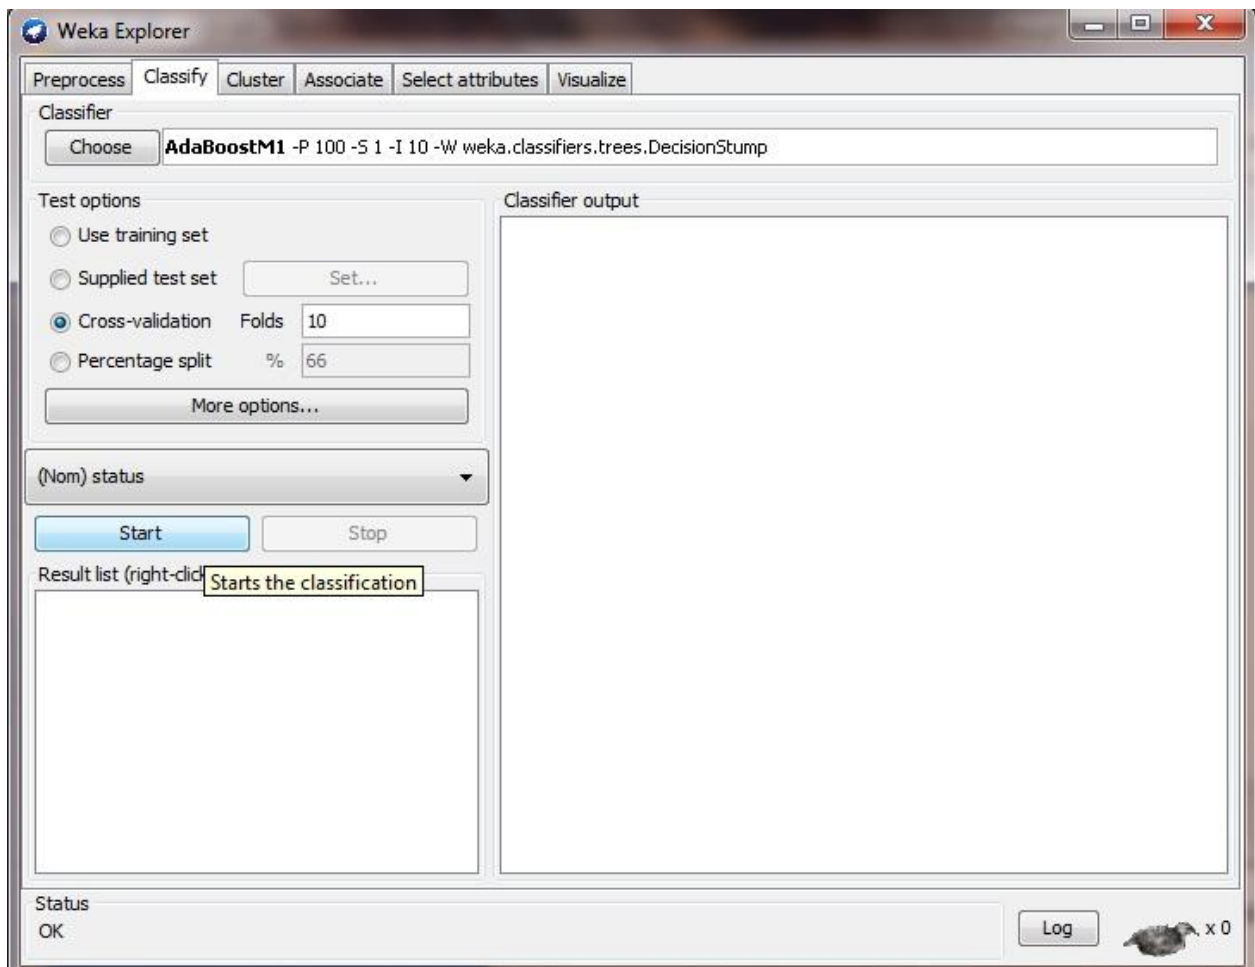 Weka Explorer
Preprocess Classify Cluster Associate Select attributes Visualize
Classifier
Choose AdaBoostM1 -P 100 -S 1 -I 10 -W weka.classifiers.trees.DecisionStump
Test options
Use training set
Supplied test set Set...
Cross-validation Folds 10
Percentage split % 66
More options...
(Nom) status
Start Stop
Result list (right-click
Starts the classification
Classifier output
Status
OK
Log x 0